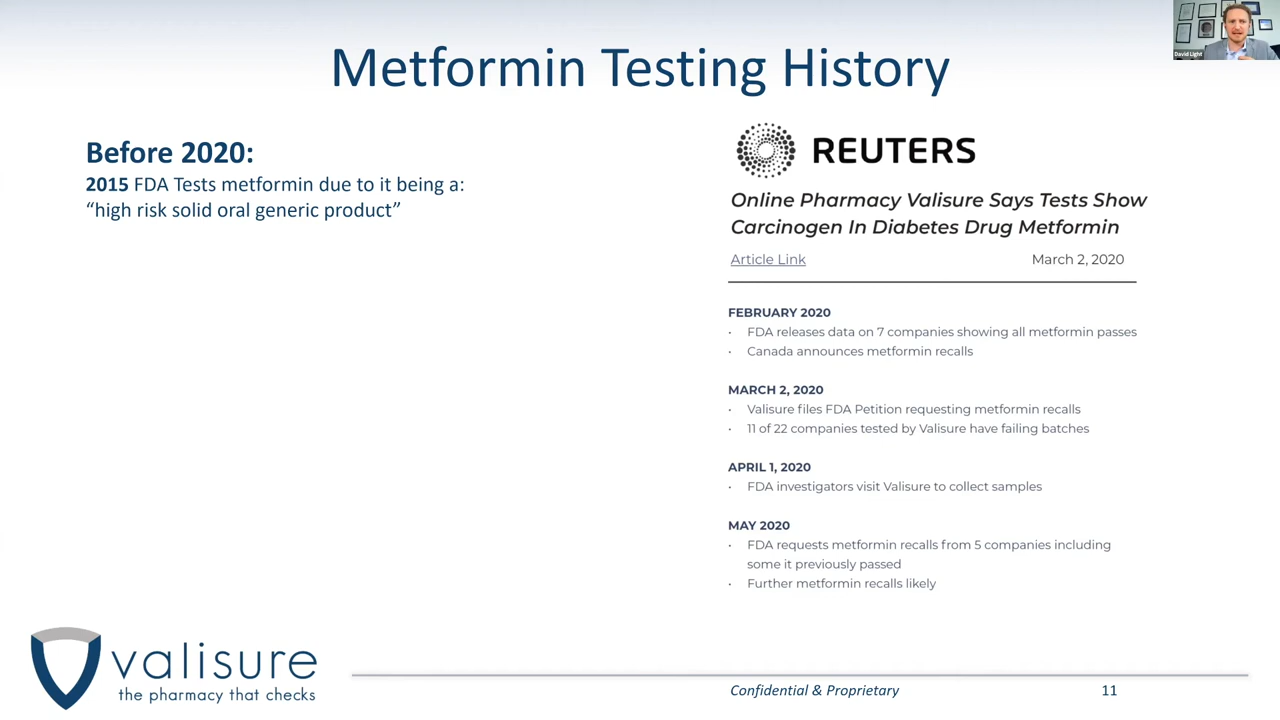 Metformin Testing History
David Light
Before 2020:
2015 FDA Tests metformin due to it being a:
“high risk solid oral generic product”
REUTERS
Online Pharmacy Valisure Says Tests Show
Carcinogen In Diabetes Drug Metformin
Article Link March 2, 2020
FEBRUARY 2020
• FDA releases data on 7 companies showing all metformin passes
• Canada announces metformin recalls
MARCH 2, 2020
• Valisure files FDA Petition requesting metformin recalls
• 11 of 22 companies tested by Valisure have failing batches
APRIL 1, 2020
• FDA investigators visit Valisure to collect samples
MAY 2020
• FDA requests metformin recalls from 5 companies including
some it previously passed
• Further metformin recalls likely
valisure
the pharmacy that checks
Confidential & Proprietary 11